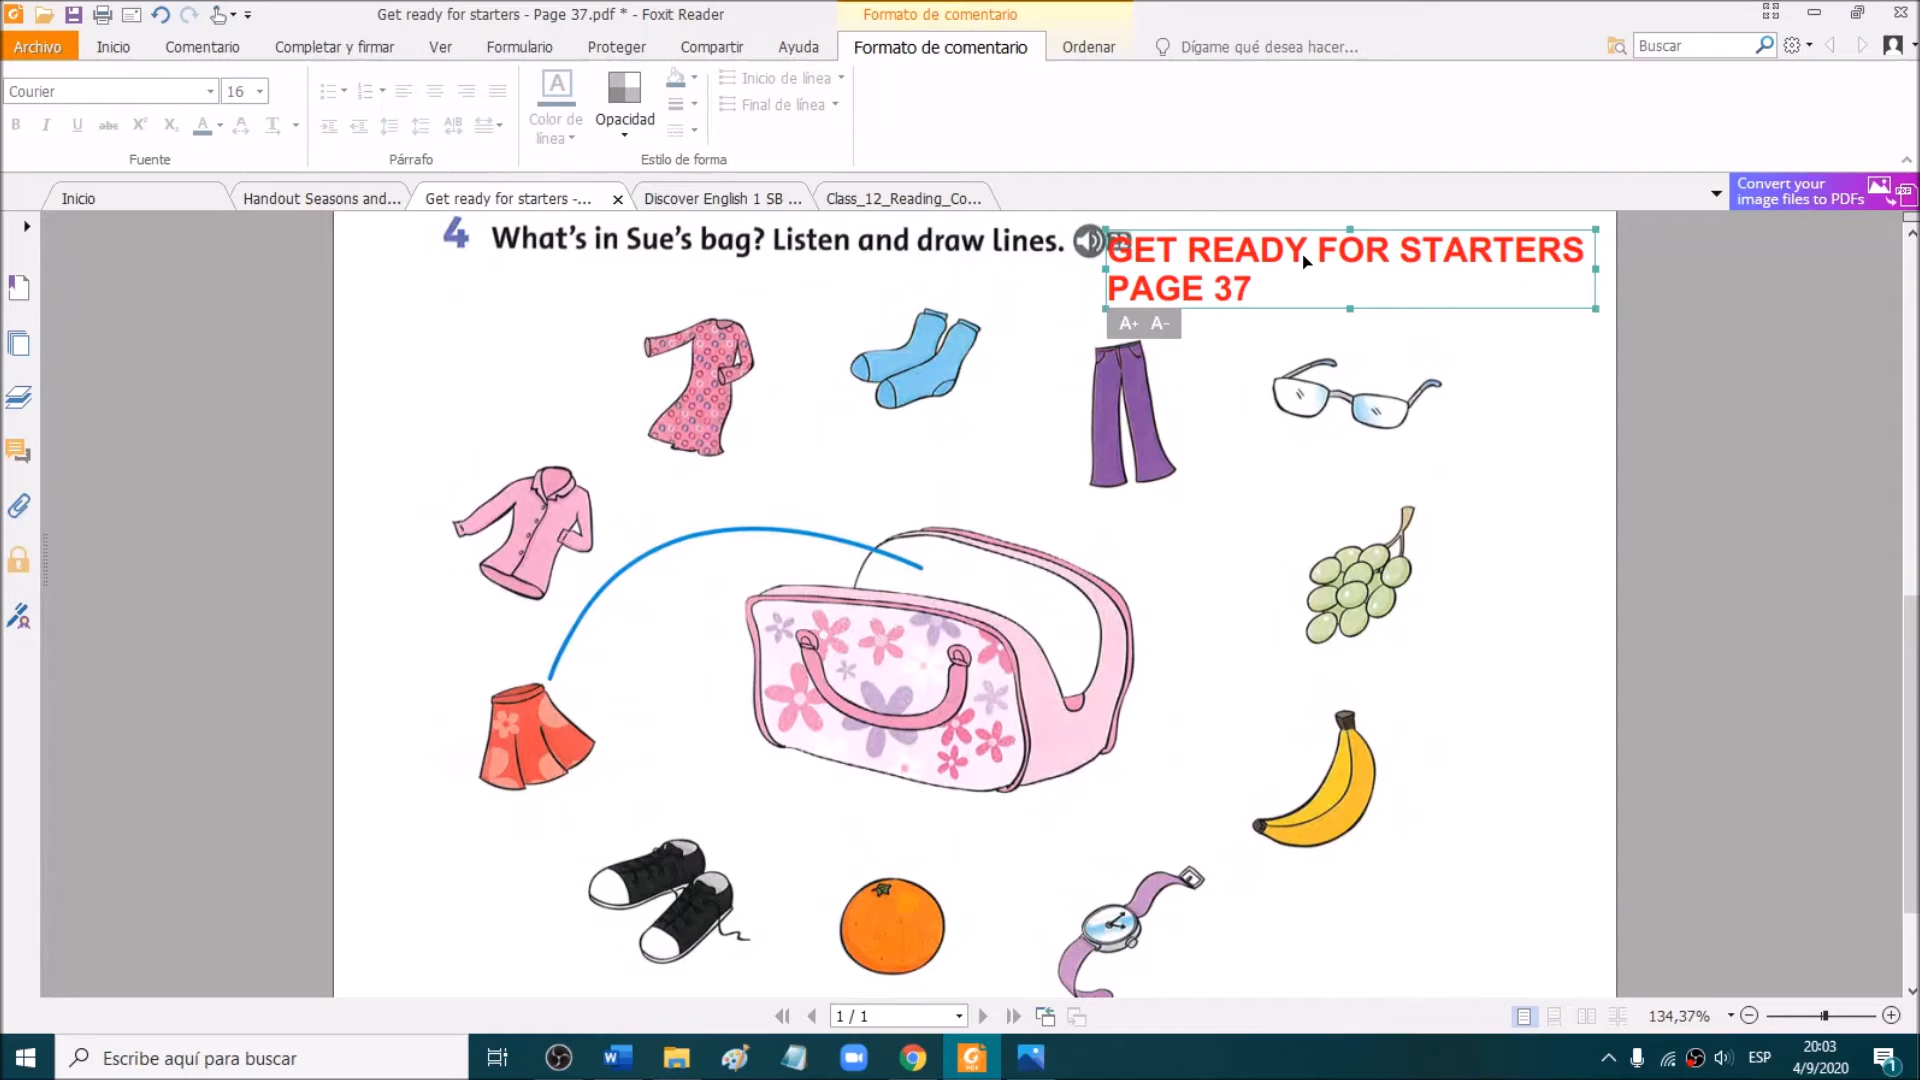 Get ready for starters - Page 37.pdf * - Foxit Reader
Formato de comentario
Archivo
Inicio
Comentario
Completar y firmar
Ver
Formulario
Proteger
Compartir
Ayuda
Formato de comentario
Ordenar
Dígame qué desea hacer...
Buscar
Courier
16
Color de
línea
Opacidad
Inicio de línea
Final de línea
Fuente
Párrafo
Estilo de forma
Inicio
Handout Seasons and...
Get ready for starters -...
Discover English 1 SB ...
Class_12_Reading_Co...
Convert your
image files to PDFs
4 What's in Sue's bag? Listen and draw lines.
GET READY FOR STARTERS
PAGE 37
A+ A-
1 / 1
134,37%
Escribe aquí para buscar
ESP
20:03
4/9/2020
1